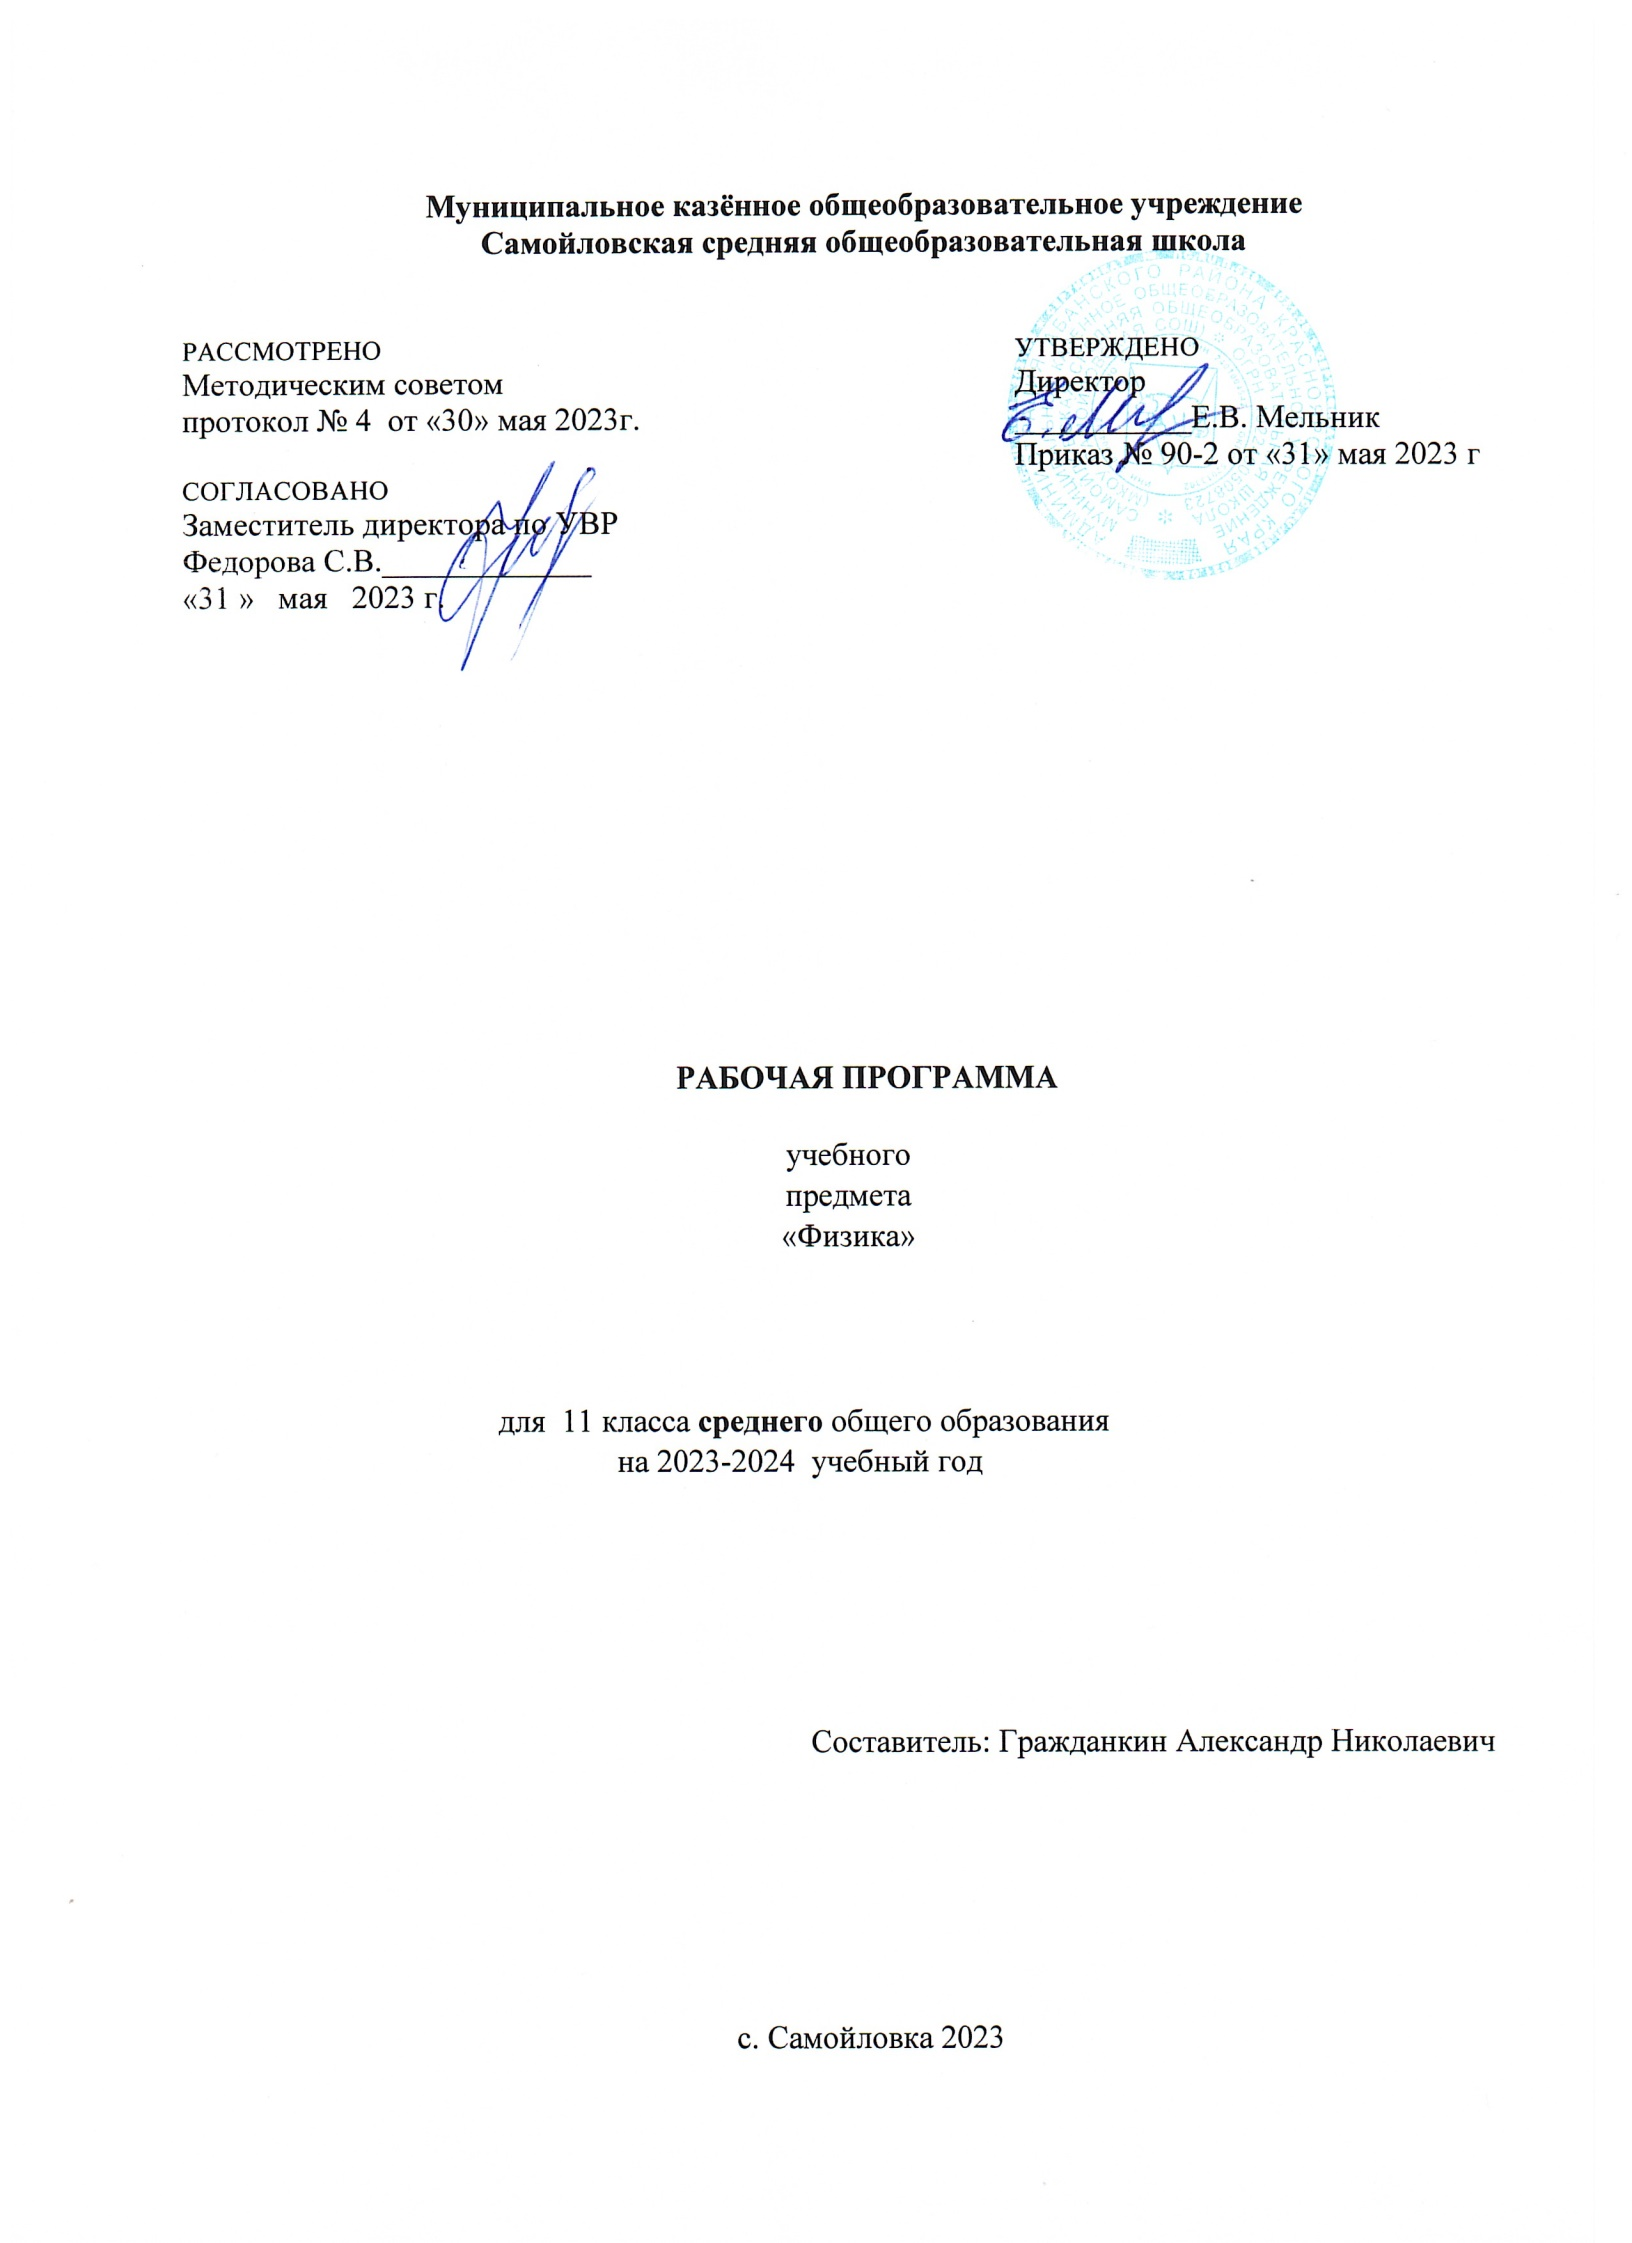 Муниципальное казённое общеобразовательное учреждение
Самойловская средняя общеобразовательная школа
РАССМОТРЕНО
Методическим советом
протокол № 4 от «30» мая 2023г.
СОГЛАСОВАНО
Заместитель директора по УВР
Федорова С.В._____________
«31 » мая 2023 г.
УТВЕРЖДЕНО
Директор
___________Е.В. Мельник
Приказ № 90-2 от «31» мая 2023 г
РАБОЧАЯ ПРОГРАММА
учебного
предмета
«Физика»
для 11 класса среднего общего образования
на 2023-2024 учебный год
Составитель: Гражданкин Александр Николаевич
с. Самойловка 2023